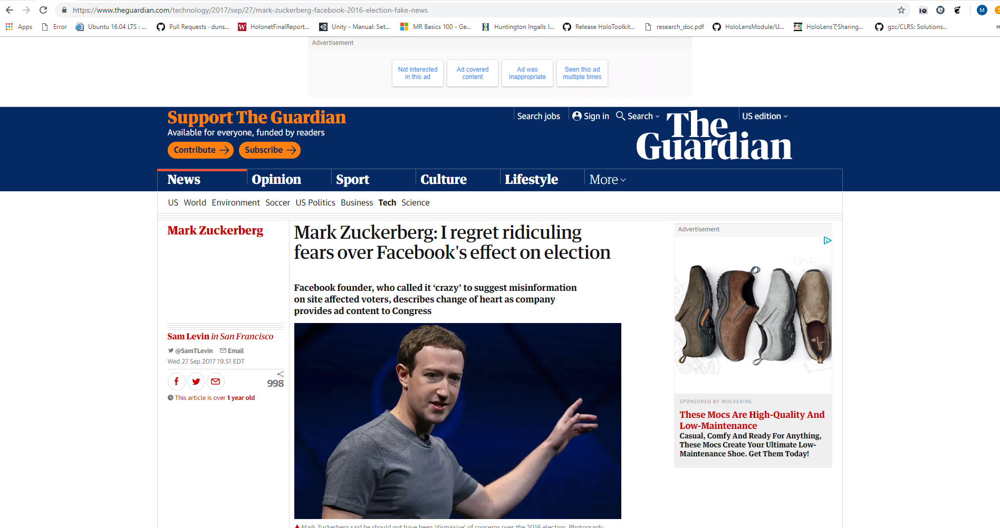 https://www.theguardian.com/technology/2017/sep/27/mark-zuckerberg-facebook-2016-election-fake-news
M
Apps Error Ubuntu 16.04 LTS : ... Pull Requests · duns... HolonetFinalReport... Unity - Manual: Set... MR Basics 100 - Ge... Huntington Ingalls I... Release HoloToolkit... research_doc.pdf HoloLensModule/U... HoloLensでSharing... gzc/CLRS: Solutions... »
Advertisement
Not interested
in this ad
Ad covered
content
Ad was
inappropriate
Seen this ad
multiple times
Support The Guardian
Available for everyone, funded by readers
Contribute Subscribe
Search jobs Sign in Search US edition
The
Guardian
News Opinion Sport Culture Lifestyle More
US World Environment Soccer US Politics Business Tech Science
Mark Zuckerberg
Mark Zuckerberg: I regret ridiculing
fears over Facebook's effect on election
Facebook founder, who called it ‘crazy’ to suggest misinformation
on site affected voters, describes change of heart as company
provides ad content to Congress
Sam Levin in San Francisco
@SamTLevin Email
Wed 27 Sep 2017 19.51 EDT
998
This article is over 1 year old
Mark Zuckerberg said he should not have been ‘dismissive’ of concerns over the 2016 election. Photograph:
Advertisement
SPONSORED BY WOLVERINE
These Mocs Are High-Quality And
Low-Maintenance
Casual, Comfy And Ready For Anything,
These Mocs Create Your Ultimate Low-
Maintenance Shoe. Get Them Today!